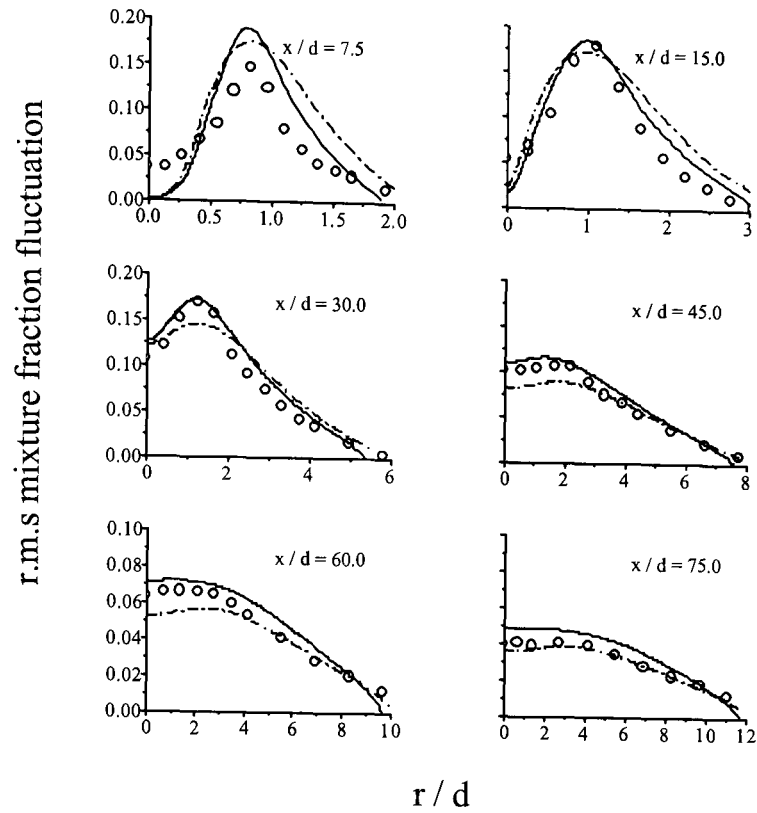 r.m.s mixture fraction fluctuation
0.20
0.15
0.10
0.05
0.00
x / d = 7.5
0.0 0.5 1.0 1.5 2.0
x / d = 15.0
0 1 2 3
0.20
0.15
0.10
0.05
0.00
x / d = 30.0
0 2 4 6
x / d = 45.0
0 2 4 6 8
0.10
0.08
0.06
0.04
0.02
0.00
x / d = 60.0
0 2 4 6 8 10
x / d = 75.0
0 2 4 6 8 10 12
r / d